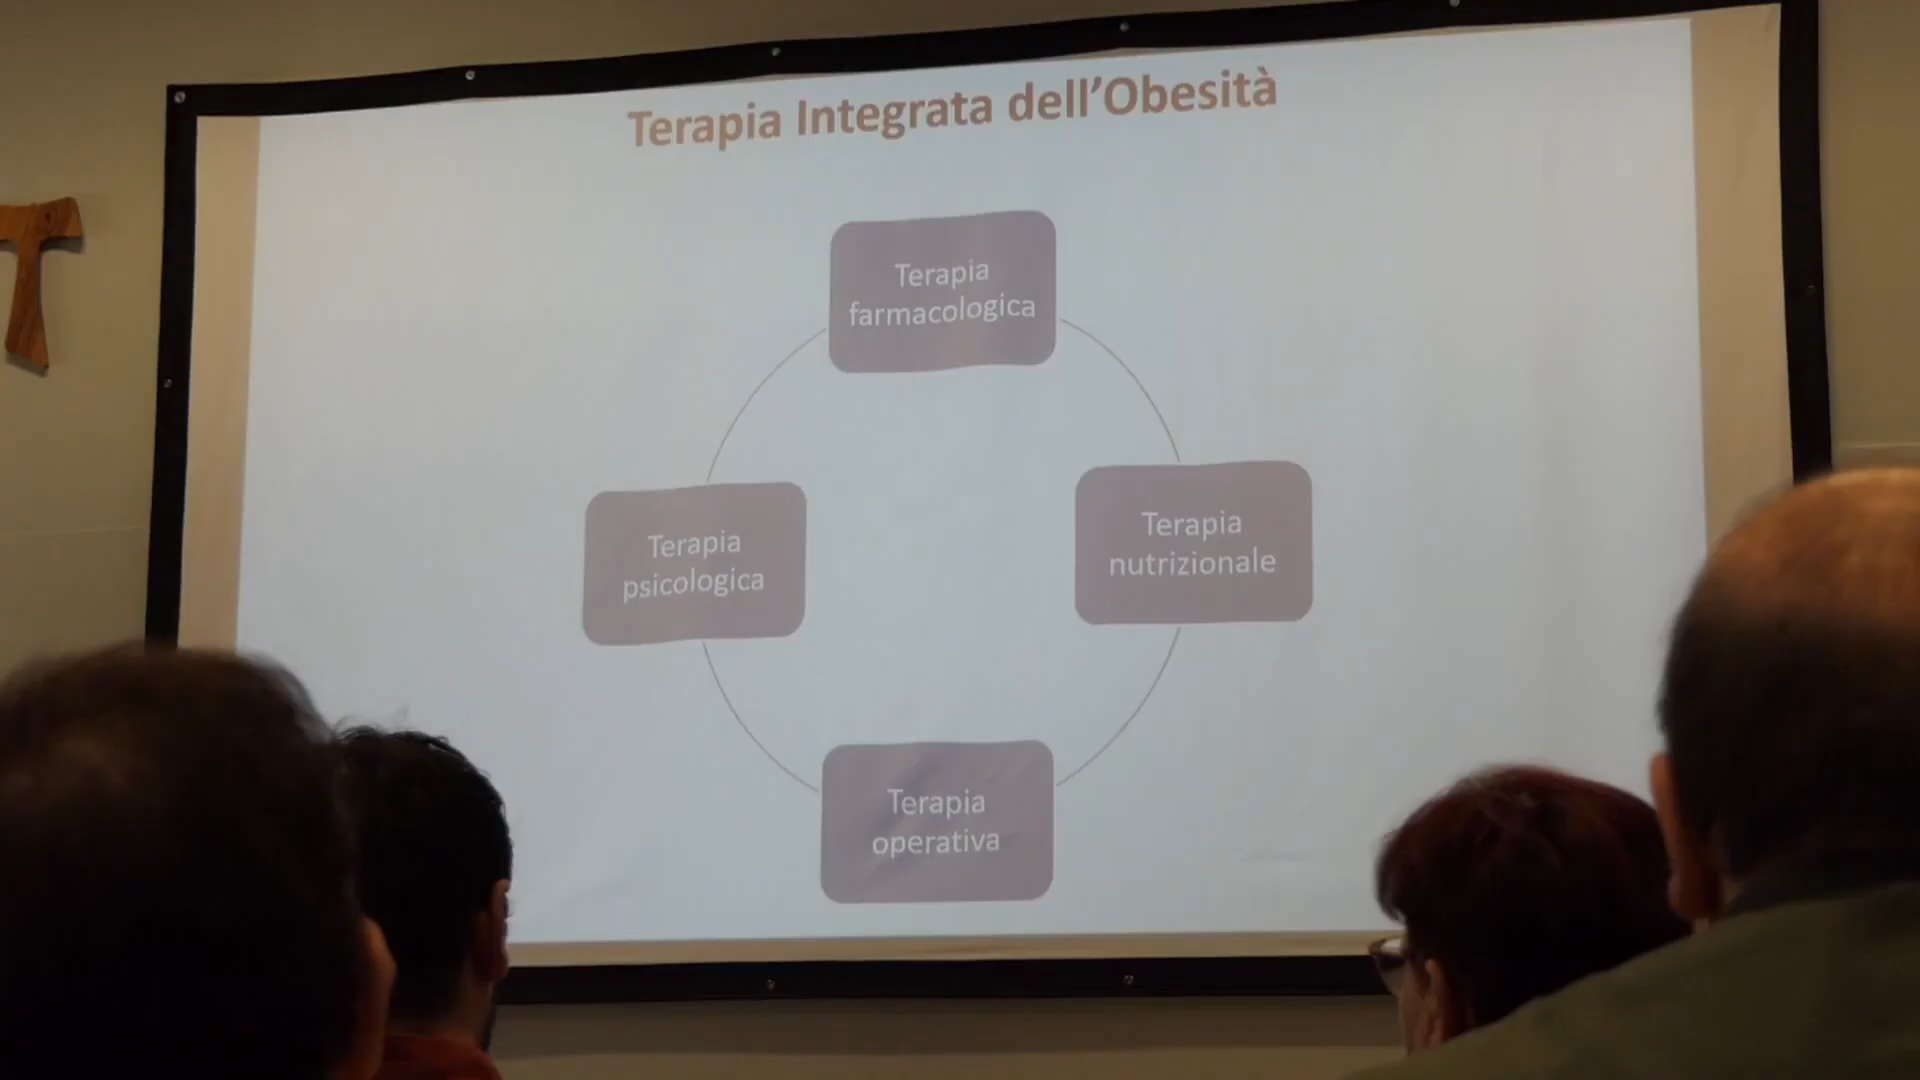 Terapia Integrata dell’Obesità
Terapia
farmacologica
Terapia
psicologica
Terapia
nutrizionale
Terapia
operativa